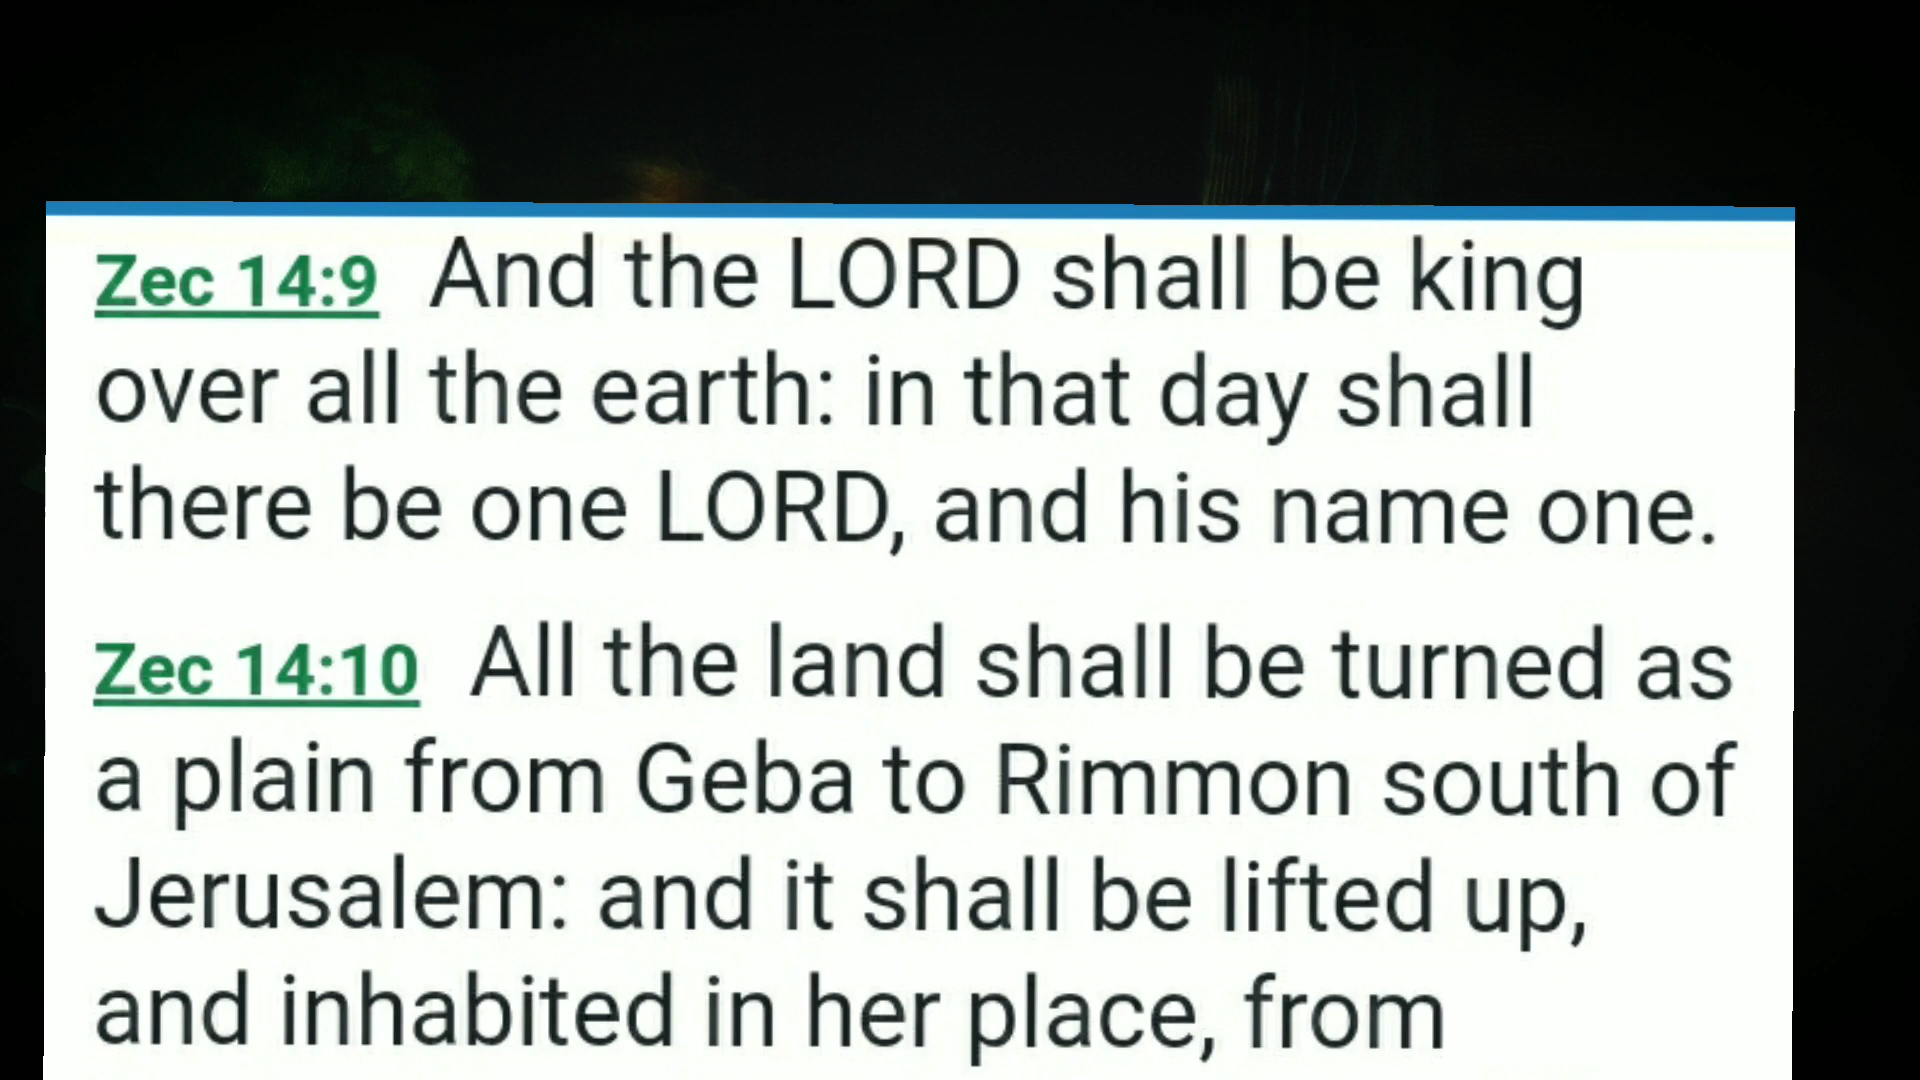 Zec 14:9 And the LORD shall be king
over all the earth: in that day shall
there be one LORD, and his name one.
Zec 14:10 All the land shall be turned as
a plain from Geba to Rimmon south of
Jerusalem: and it shall be lifted up,
and inhabited in her place, from